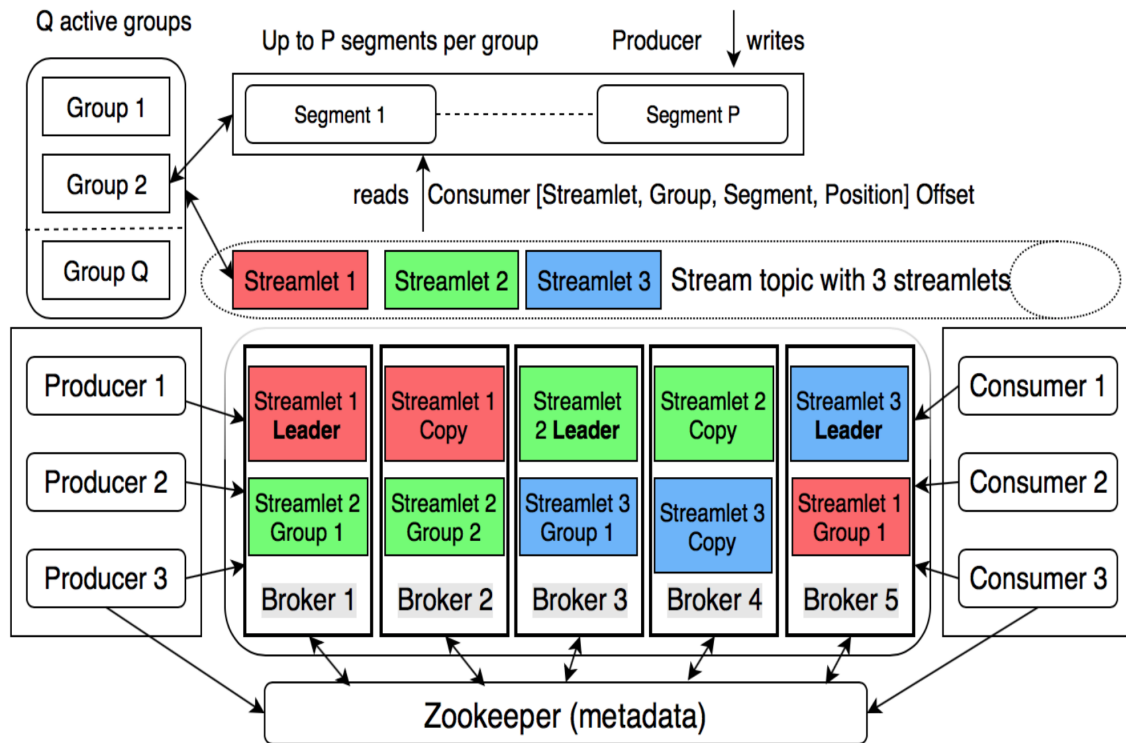 Q active groups
Up to P segments per group
Producer
writes
Group 1
Group 2
Group Q
Segment 1
Segment P
reads
Consumer [Streamlet, Group, Segment, Position] Offset
Streamlet 1
Streamlet 2
Streamlet 3
Stream topic with 3 streamlets
Producer 1
Producer 2
Producer 3
Streamlet 1
Leader
Streamlet 2
Group 1
Broker 1
Streamlet 1
Copy
Streamlet 2
Group 2
Broker 2
Streamlet
2 Leader
Streamlet 3
Group 1
Broker 3
Streamlet 2
Copy
Streamlet 3
Copy
Broker 4
Streamlet 3
Leader
Streamlet 1
Group 1
Broker 5
Consumer 1
Consumer 2
Consumer 3
Zookeeper (metadata)